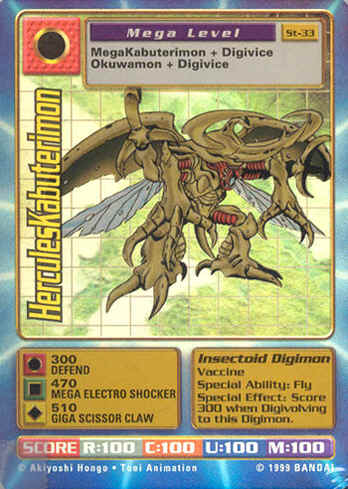 Mega Level
St-33
MegaKabuterimon + Digivice
Okuwamon + Digivice
HerculesKabuterimon
300
DEFEND
470
MEGA ELECTRO SHOCKER
510
GIGA SCISSOR CLAW
Insectoid Digimon
Vaccine
Special Ability: Fly
Special Effect: Score
300 when Digivolving
to this Digimon.
SCORE R:100 C:100 U:100 M:100
© Akiyoshi Hongo • Toei Animation © 1999 BANDAI